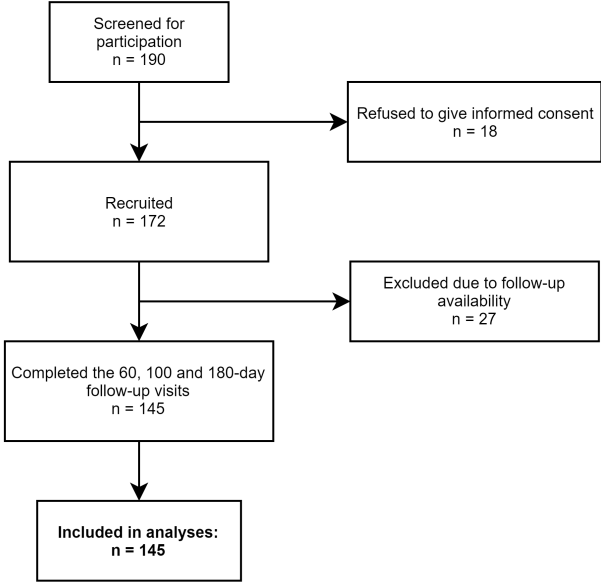 Screened for
participation
n = 190
Refused to give informed consent
n = 18
Recruited
n = 172
Excluded due to follow-up
availability
n = 27
Completed the 60, 100 and 180-day
follow-up visits
n = 145
Included in analyses:
n = 145